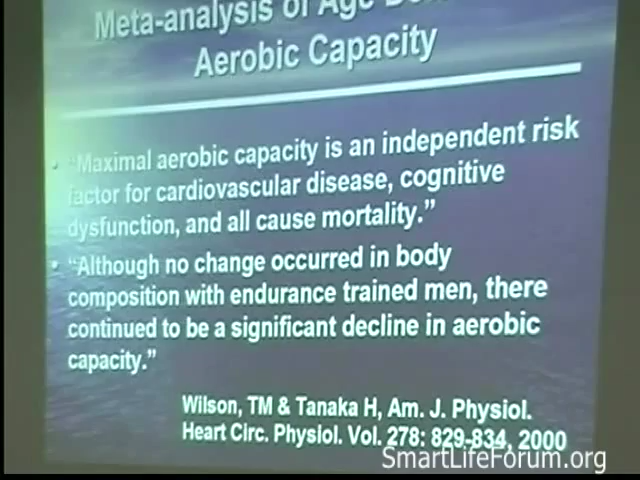 Meta-analysis of Age
Aerobic Capacity
• "Maximal aerobic capacity is an independent risk
factor for cardiovascular disease, cognitive
dysfunction, and all cause mortality."
• "Although no change occurred in body
composition with endurance trained men, there
continued to be a significant decline in aerobic
capacity."
Wilson, TM & Tanaka H, Am. J. Physiol.
Heart Circ. Physiol. Vol. 278: 829-834, 2000
SmartLifeForum.org